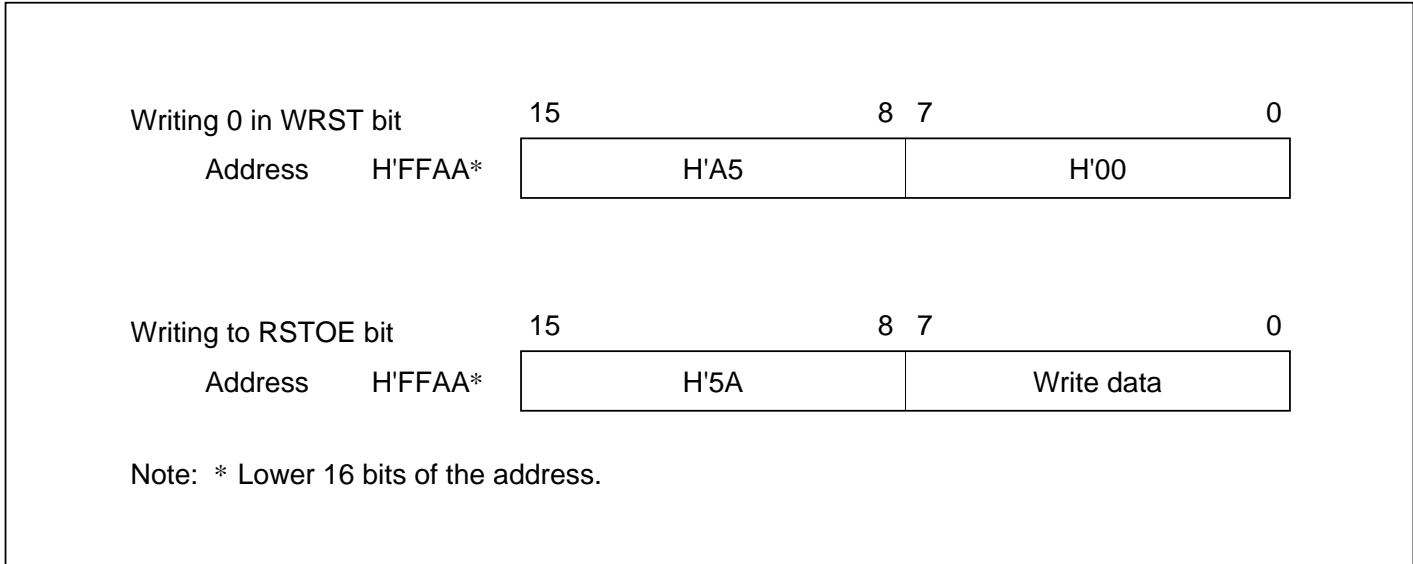 Writing 0 in WRST bit 15 8 7 0
Address H'FFAA* H'A5 H'00
Writing to RSTOE bit 15 8 7 0
Address H'FFAA* H'5A Write data
Note: * Lower 16 bits of the address.